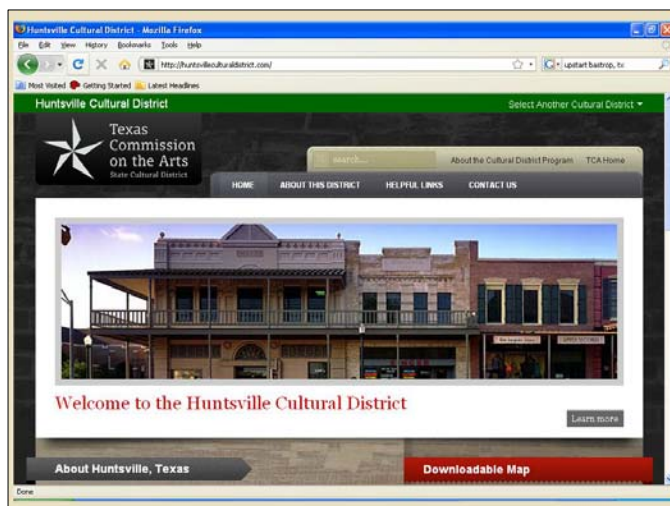 Huntsville Cultural District - Mozilla Firefox
File Edit View History Bookmarks Tools Help
http://huntsvilleculturaldistrict.com/
upstart bastrop, tx
Most Visited Getting Started Latest Headlines
Huntsville Cultural District
Select Another Cultural District
Texas
Commission
on the Arts
State Cultural District
search...
About the Cultural District Program TCA Home
HOME ABOUT THIS DISTRICT HELPFUL LINKS CONTACT US
Welcome to the Huntsville Cultural District
Learn more
About Huntsville, Texas
Downloadable Map
Done